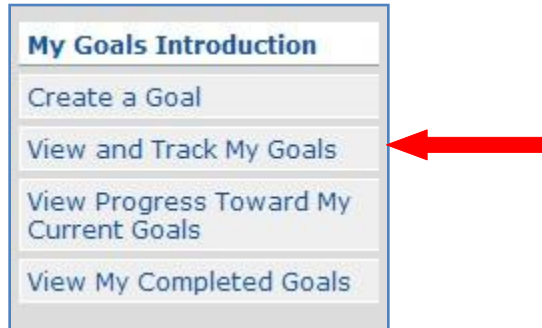 My Goals Introduction
Create a Goal
View and Track My Goals
View Progress Toward My
Current Goals
View My Completed Goals